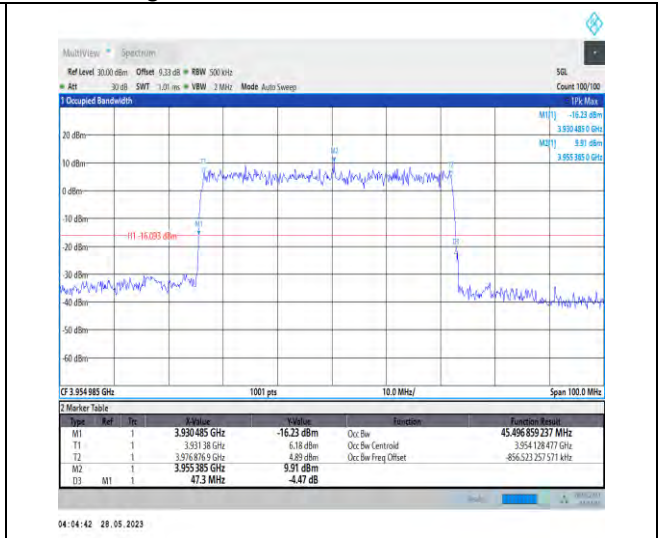 MultiView Spectrum
Ref Level 30.00 dBm Offset 9.33 dB RBW 500 kHz SGL
Att 30 dB SWT 1.01 ms VBW 2 MHz Mode Auto Sweep Count 100/100
1 Occupied Bandwidth 1Pk Max
M1[1] -16.23 dBm
3.930 485 0 GHz
20 dBm M2[1] 9.91 dBm
3.955 385 0 GHz
M2
10 dBm T1
0 dBm
-10 dBm M1
H1 -16.093 dBm
-20 dBm D3
-30 dBm
-40 dBm
-50 dBm
-60 dBm
CF 3.954 985 GHz 1001 pts 10.0 MHz/ Span 100.0 MHz
2 Marker Table
Type Ref Trc X-Value Y-Value Function Function Result
M1 1 3.930485 GHz -16.23 dBm Occ Bw 45.496 859 237 MHz
T1 1 3.931 38 GHz 6.18 dBm Occ Bw Centroid 3.954 128 477 GHz
T2 1 3.976 876 9 GHz 4.89 dBm Occ Bw Freq Offset -856.523 257 571 kHz
M2 1 3.955385 GHz 9.91 dBm
D3 M1 1 47.3 MHz -4.47 dB
04:04:42 28.05.2023